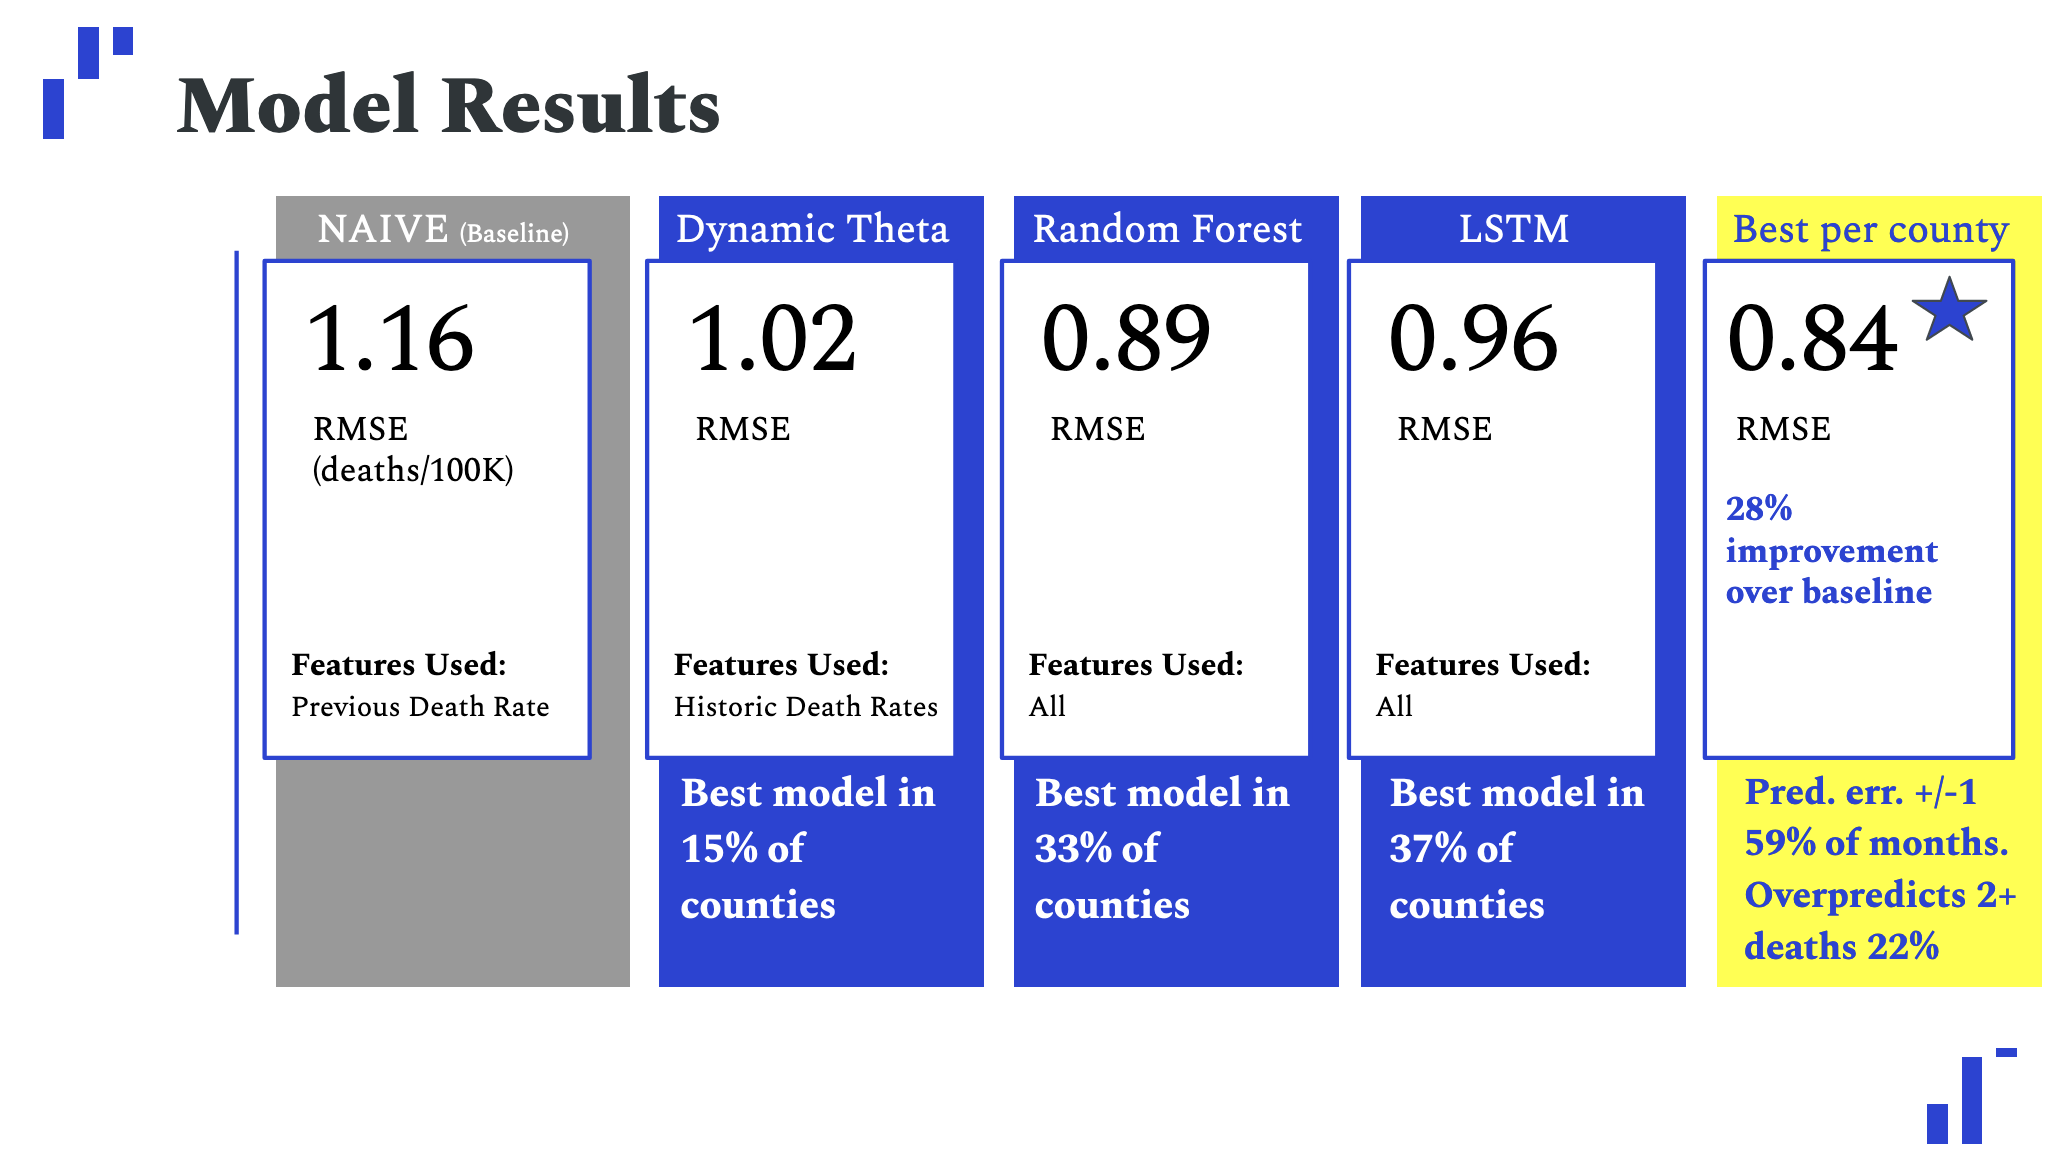 Model Results
NAIVE (Baseline)
1.16
RMSE
(deaths/100K)
Features Used:
Previous Death Rate
Dynamic Theta
1.02
RMSE
Features Used:
Historic Death Rates
Best model in
15% of
counties
Random Forest
0.89
RMSE
Features Used:
All
Best model in
33% of
counties
LSTM
0.96
RMSE
Features Used:
All
Best model in
37% of
counties
Best per county
0.84
RMSE
28%
improvement
over baseline
Pred. err. +/-1
59% of months.
Overpredicts 2+
deaths 22%